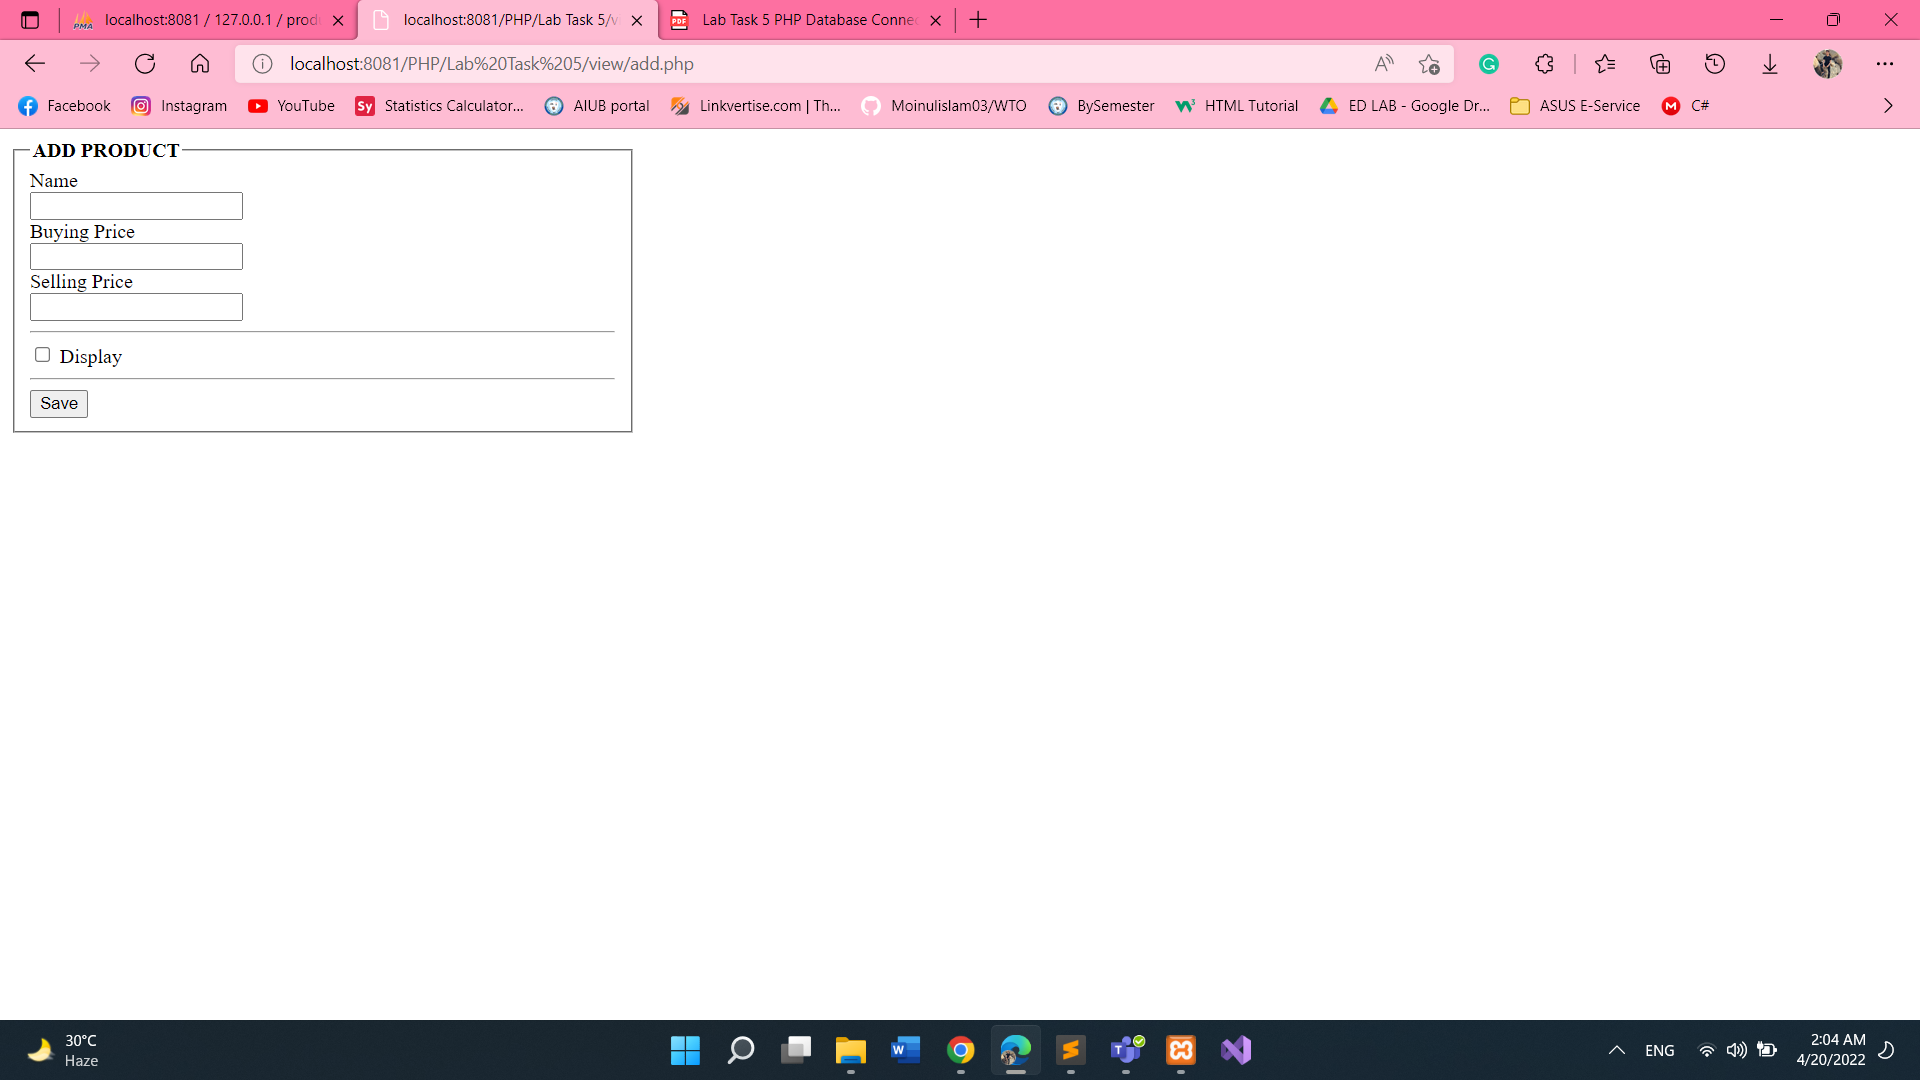 localhost:8081 / 127.0.0.1 / produ
localhost:8081/PHP/Lab Task 5/v
Lab Task 5 PHP Database Connec
localhost:8081/PHP/Lab%20Task%205/view/add.php
Facebook
Instagram
YouTube
Statistics Calculator...
AIUB portal
Linkvertise.com | Th...
Moinulislam03/WTO
BySemester
HTML Tutorial
ED LAB - Google Dr...
ASUS E-Service
C#
ADD PRODUCT
Name
Buying Price
Selling Price
Display
Save
30°C
Haze
ENG
2:04 AM
4/20/2022